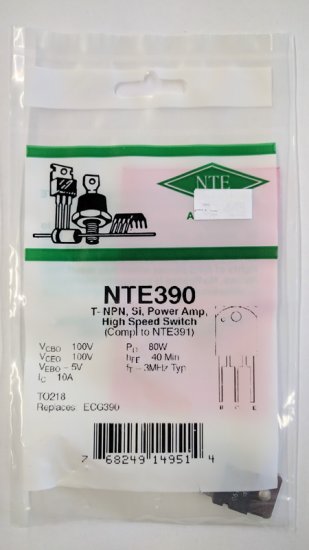 NTE
NTE390
T- NPN, Si, Power Amp,
High Speed Switch
(Compl to NTE391)
VCBO 100V PD 80W
VCEO 100V hFE 40 Min
VEBO - 5V fT - 3MHz Typ
IC 10A
TO218
Replaces: ECG390
B C E
7 68249 14951 4